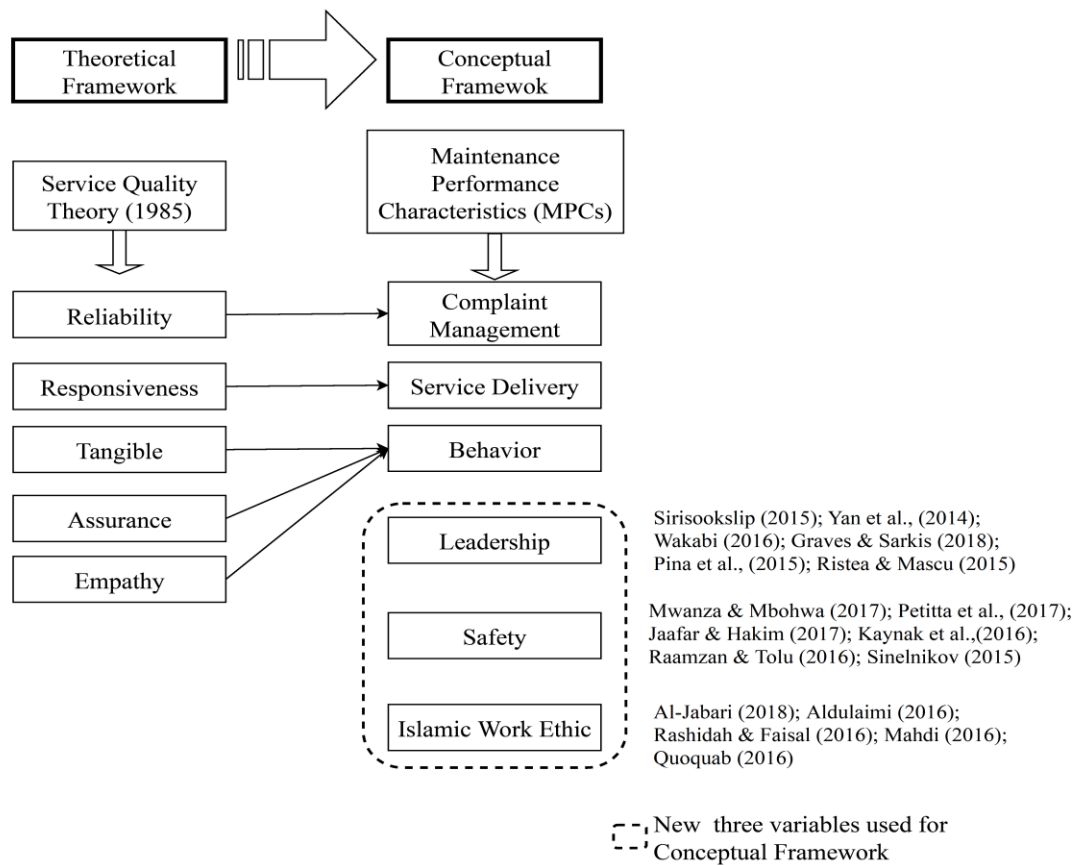 Theoretical
Framework
Conceptual
Framewok
Service Quality
Theory (1985)
Maintenance
Performance
Characteristics (MPCs)
Reliability
Complaint
Management
Responsiveness
Service Delivery
Tangible
Behavior
Assurance
Empathy
Leadership
Sirisookslip (2015); Yan et al., (2014);
Wakabi (2016); Graves & Sarkis (2018);
Pina et al., (2015); Ristea & Mascu (2015)
Safety
Mwanza & Mbohwa (2017); Petitta et al., (2017);
Jaafar & Hakim (2017); Kaynak et al.,(2016);
Raamzan & Tolu (2016); Sinelnikov (2015)
Islamic Work Ethic
Al-Jabari (2018); Aldulaimi (2016);
Rashidah & Faisal (2016); Mahdi (2016);
Quoquab (2016)
New three variables used for
Conceptual Framework